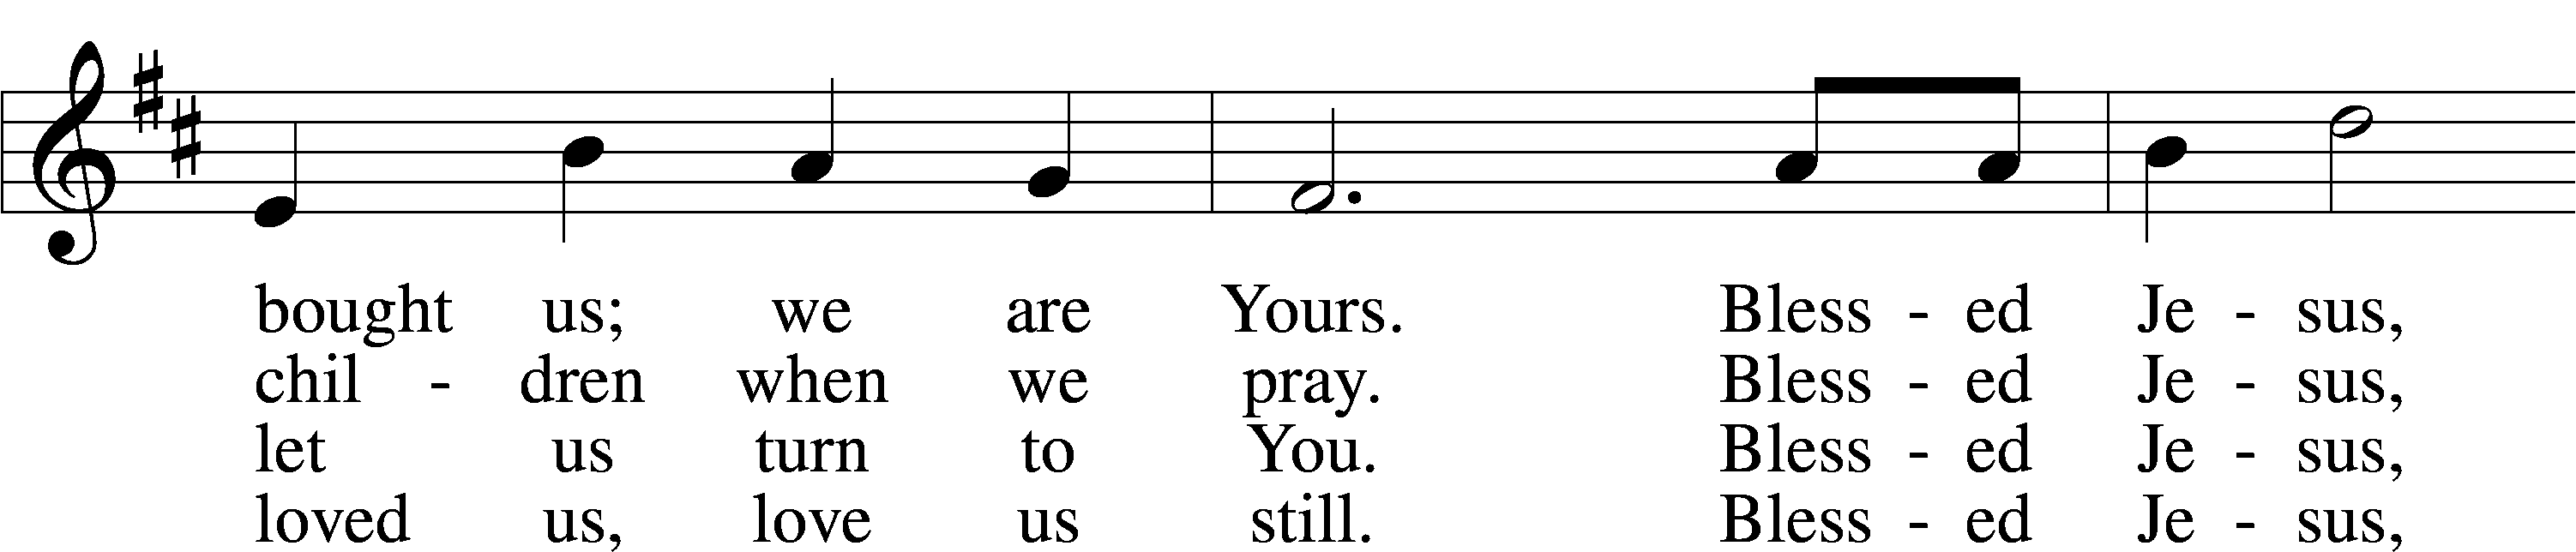 bought us; we are Yours. Bless - ed Je - sus,
chil - dren when we pray. Bless - ed Je - sus,
let us turn to You. Bless - ed Je - sus,
loved us, love us still. Bless - ed Je - sus,